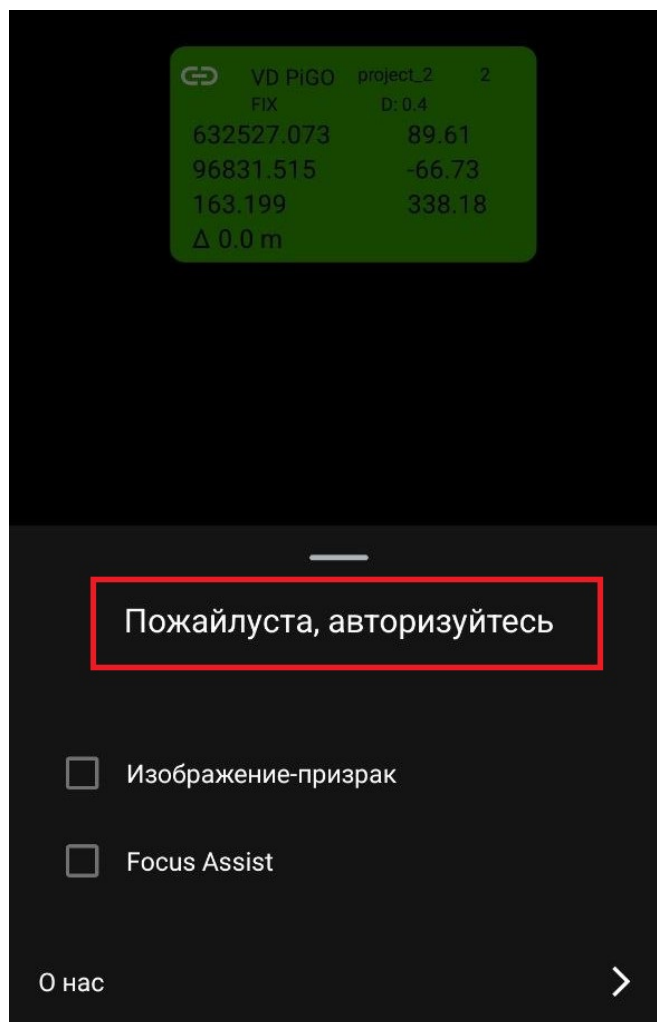 VD PiGO project_2 2
FIX D: 0.4
632527.073 89.61
96831.515 -66.73
163.199 338.18
Δ 0.0 m
Пожайлуста, авторизуйтесь
Изображение-призрак
Focus Assist
О нас